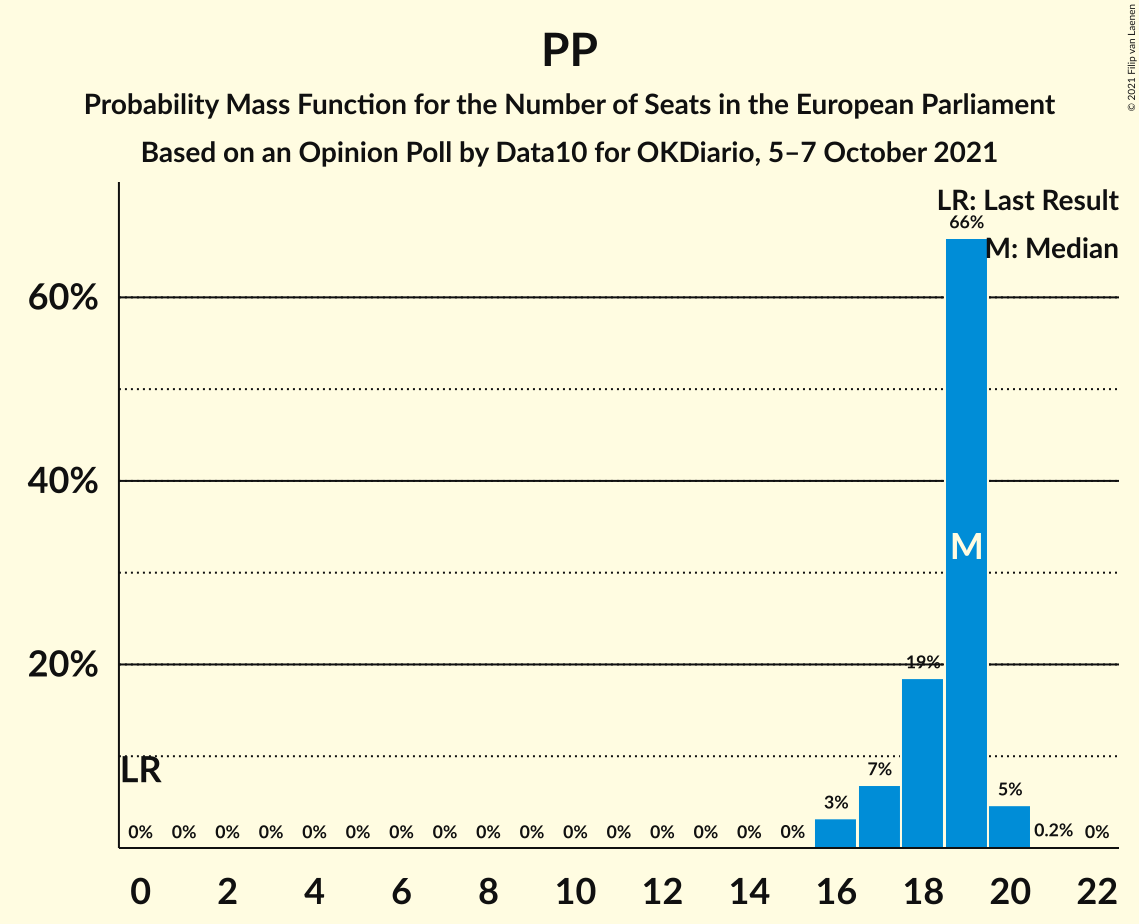 PP
Probability Mass Function for the Number of Seats in the European Parliament
Based on an Opinion Poll by Data10 for OKDiario, 5–7 October 2021
© 2021 Filip van Laenen
LR: Last Result
M: Median
66%
60%
40%
M
20%
19%
LR
7%
3%
5%
0% 0% 0% 0% 0% 0% 0% 0% 0% 0% 0% 0% 0% 0% 0% 0% 0.2% 0%
0 2 4 6 8 10 12 14 16 18 20 22